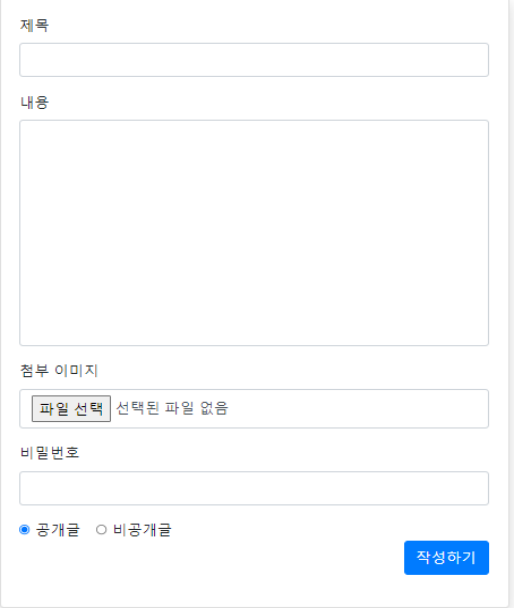 제목
내용
첨부 이미지
파일 선택 선택된 파일 없음
비밀번호
공개글 비공개글
작성하기